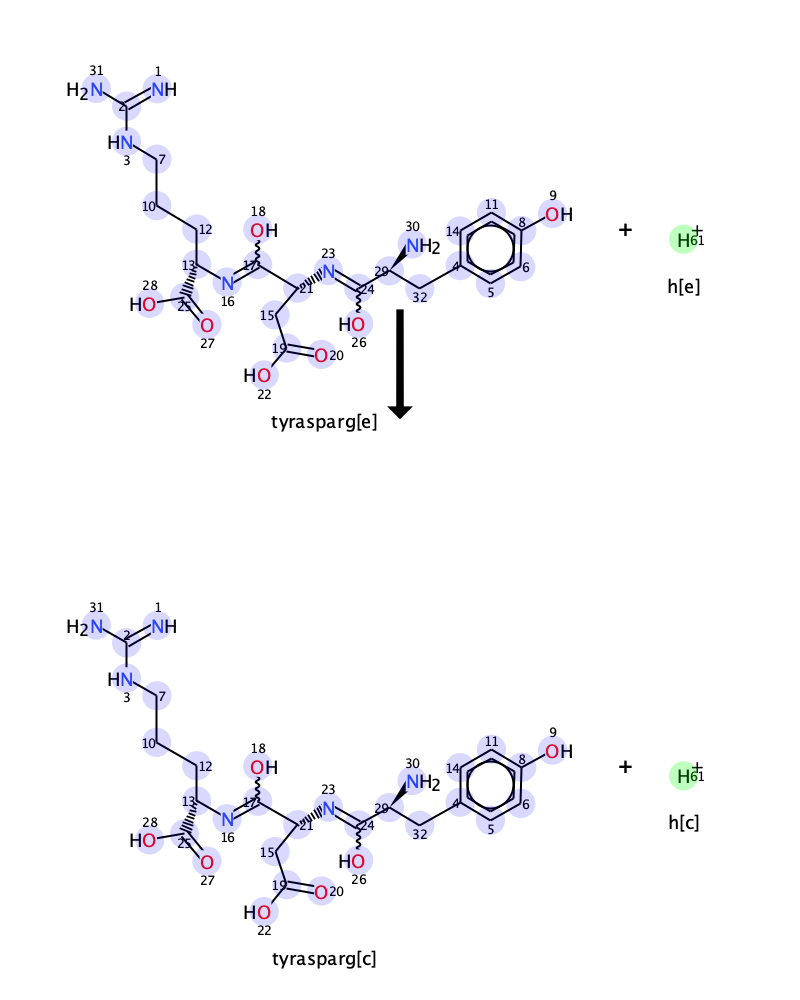 31 1
H2N 2 NH
HN
3 7
10 12
18
OH
13 17
28 16
HO 25
O
27
N
23
N
21
15
24
HO
26
19
O 20
HO
22
30
NH2
29
32
4
14
11
8
9
OH
6
5
+
H+
61
h[e]
tyrasparg[e]
31 1
H2N 2 NH
HN
3 7
10 12
18
OH
13 17
28 16
HO 25
O
27
N
23
N
21
15
24
HO
26
19
O 20
HO
22
30
NH2
29
32
4
14
11
8
9
OH
6
5
+
H+
61
h[c]
tyrasparg[c]